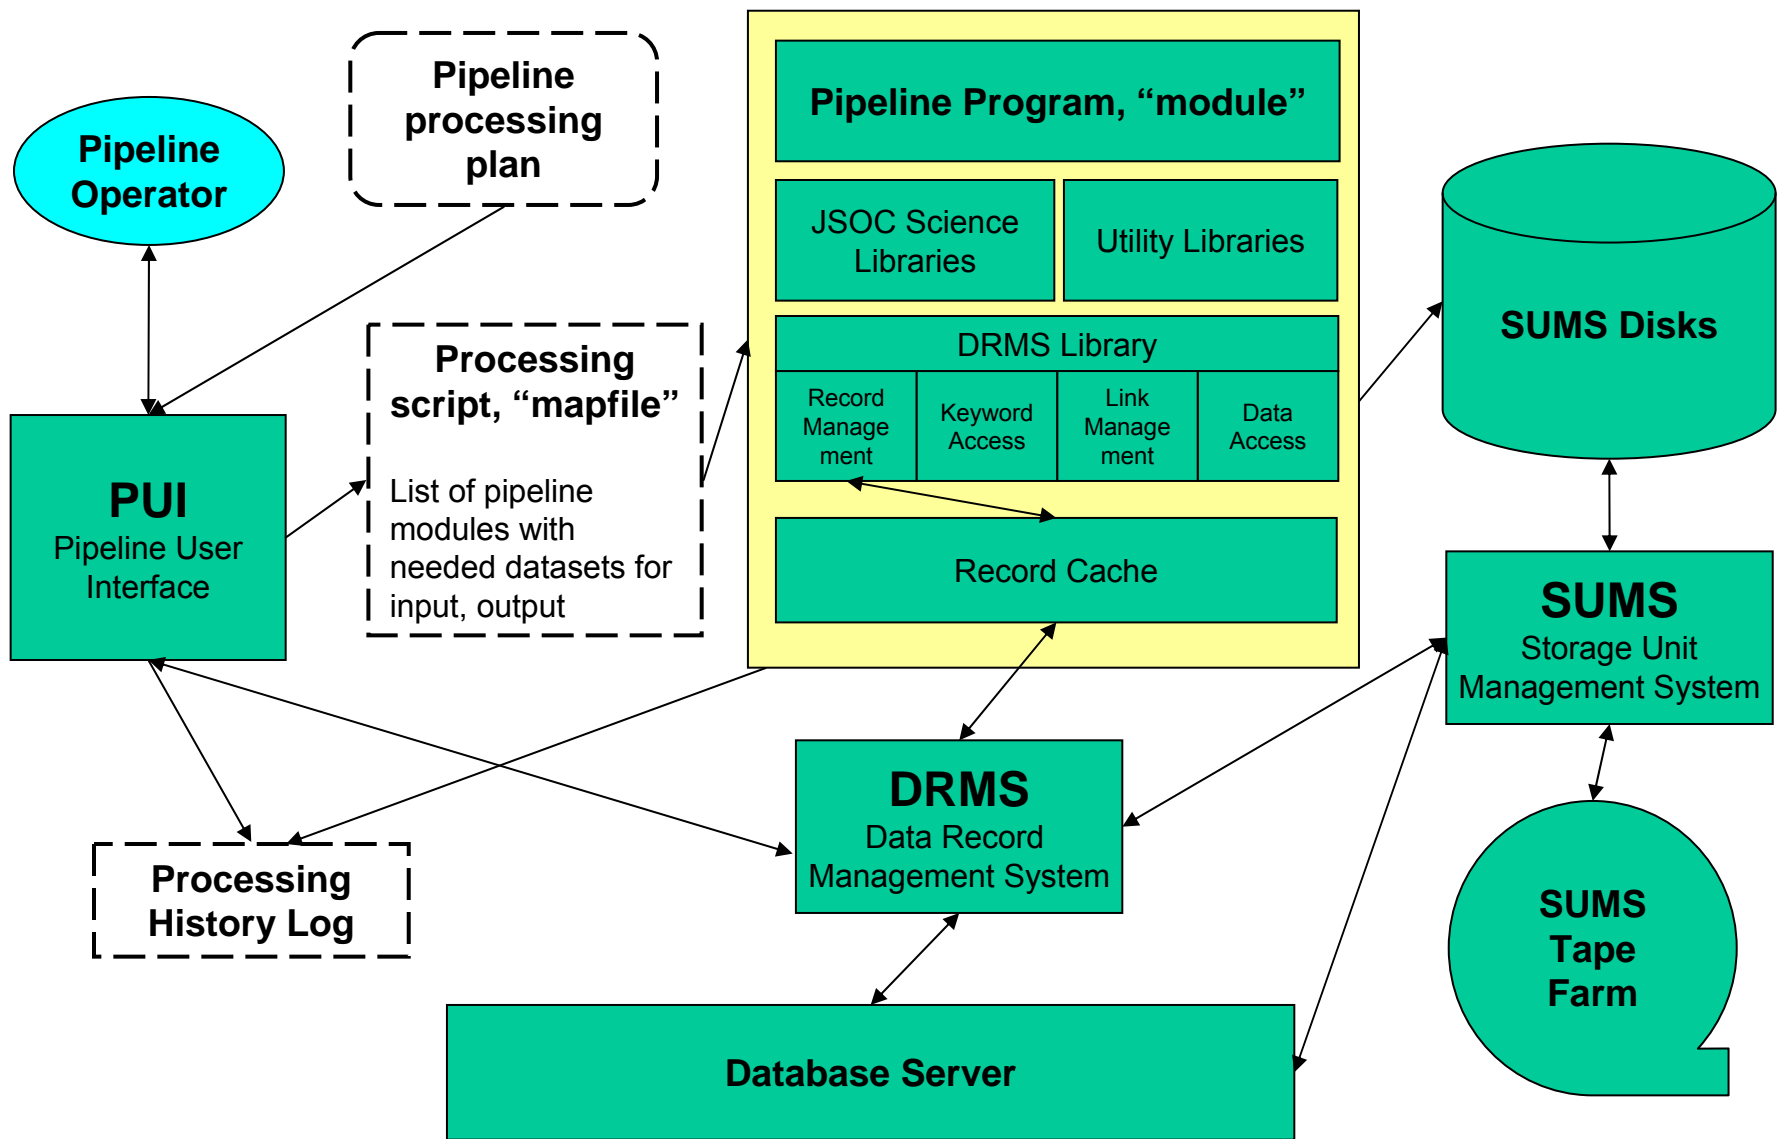 Pipeline
Operator
Pipeline
processing
plan
Pipeline Program, “module”
JSOC Science
Libraries
Utility Libraries
DRMS Library
Record
Manage
ment
Keyword
Access
Link
Manage
ment
Data
Access
Record Cache
SUMS Disks
Processing
script, “mapfile”
List of pipeline
modules with
needed datasets for
input, output
PUI
Pipeline User
Interface
SUMS
Storage Unit
Management System
DRMS
Data Record
Management System
Processing
History Log
SUMS
Tape
Farm
Database Server